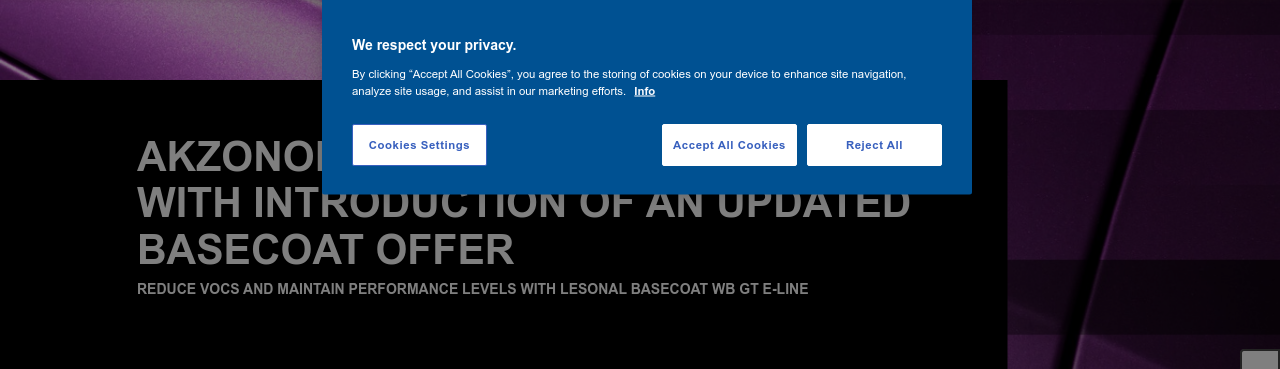 We respect your privacy.
By clicking “Accept All Cookies”, you agree to the storing of cookies on your device to enhance site navigation,
analyze site usage, and assist in our marketing efforts. Info
Cookies Settings
Accept All Cookies
Reject All
WITH INTRODUCTION OF AN UPDATED
BASECOAT OFFER
REDUCE VOCS AND MAINTAIN PERFORMANCE LEVELS WITH LESONAL BASECOAT WB GT E-LINE